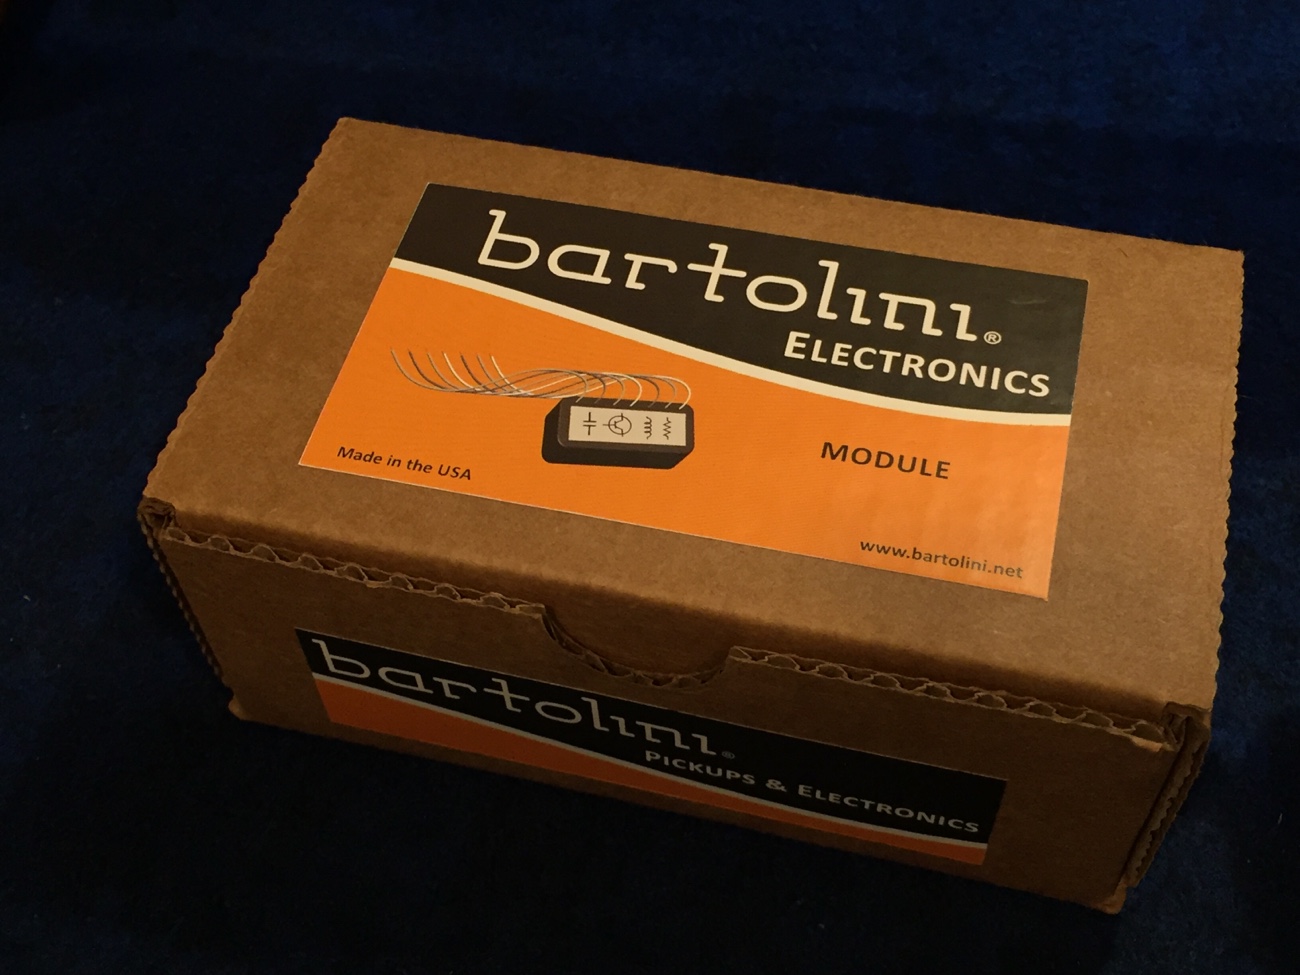 bartolini®
ELECTRONICS
MODULE
Made in the USA
www.bartolini.net
bartolini®
PICKUPS & ELECTRONICS